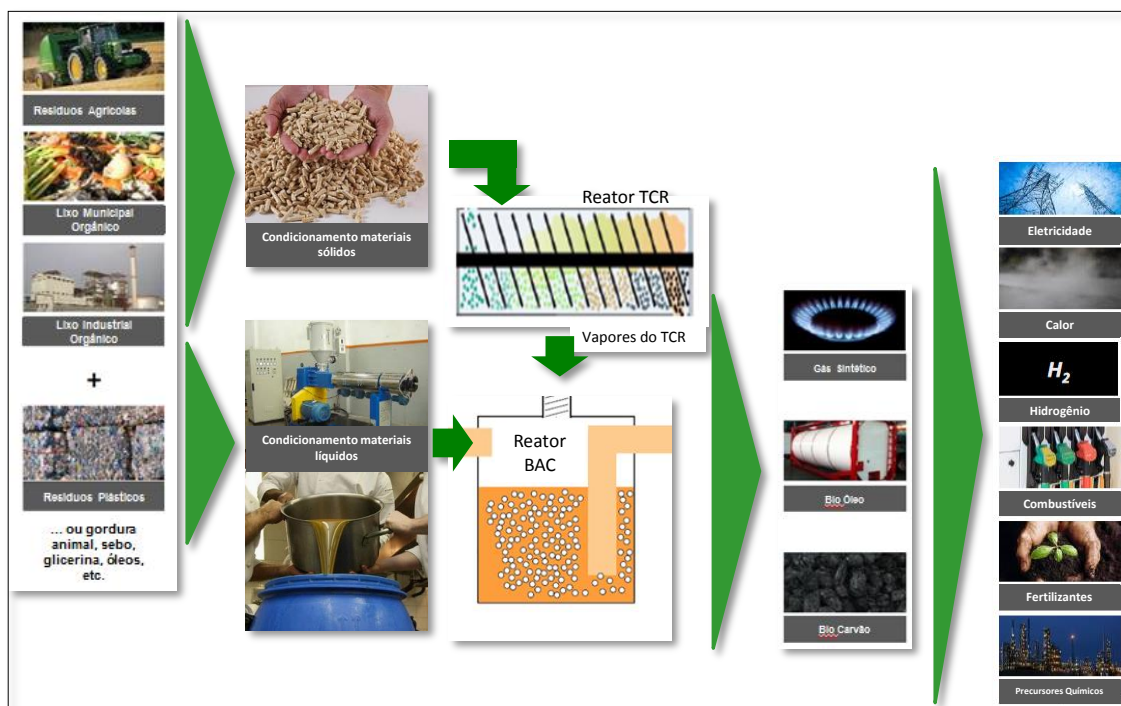 Resíduos Agrícolas
Lixo Municipal
Orgânico
Lixo Industrial
Orgânico
+
Resíduos Plásticos
... ou gordura
animal, sebo,
glicerina, óleos,
etc.
Condicionamento materiais
sólidos
Condicionamento materiais
líquidos
Reator TCR
Vapores do TCR
Reator
BAC
Gás Sintético
Bio Óleo
Bio Carvão
Eletricidade
Calor
H2
Hidrogênio
Combustíveis
Fertilizantes
Precursores Químicos